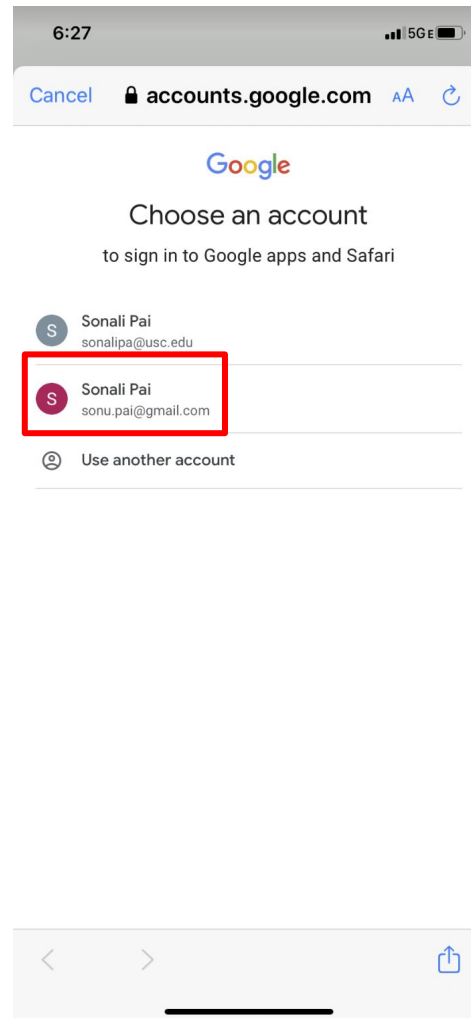 6:27 5G E
Cancel accounts.google.com AA
Google
Choose an account
to sign in to Google apps and Safari
S Sonali Pai
sonalipa@usc.edu
S Sonali Pai
sonu.pai@gmail.com
Use another account